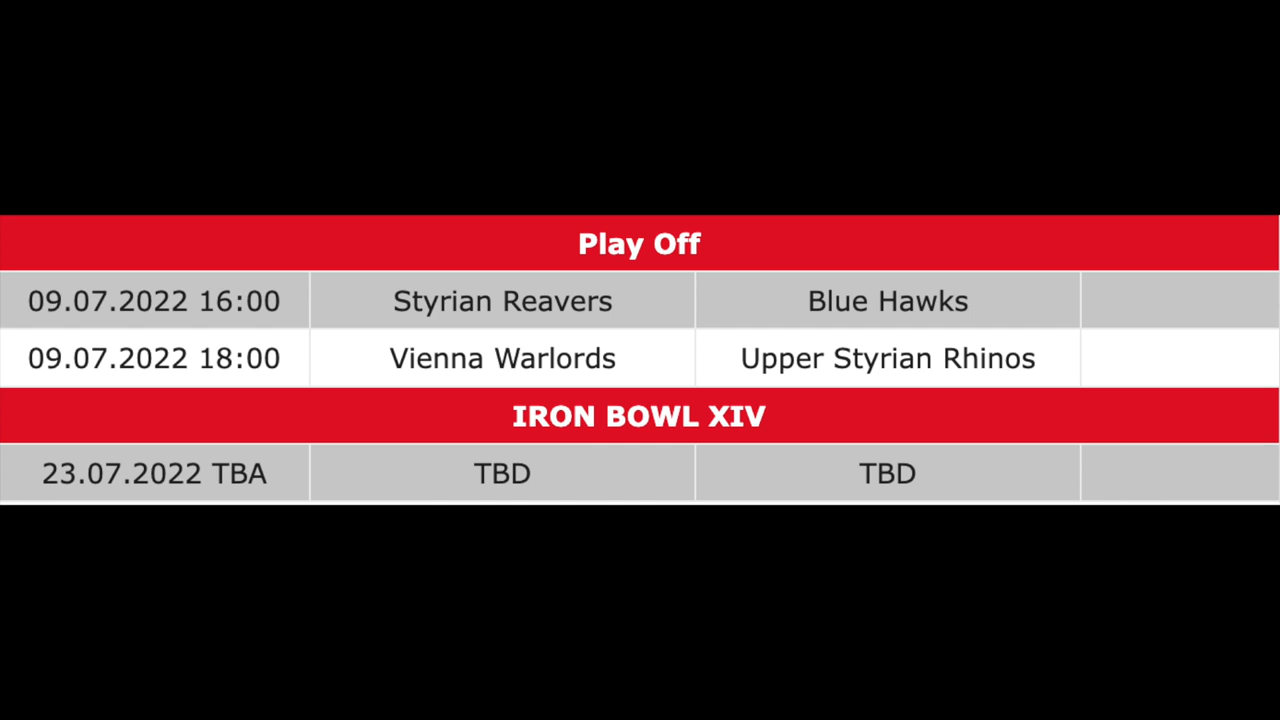 Play Off
09.07.2022 16:00 Styrian Reavers Blue Hawks
09.07.2022 18:00 Vienna Warlords Upper Styrian Rhinos
IRON BOWL XIV
23.07.2022 TBA TBD TBD